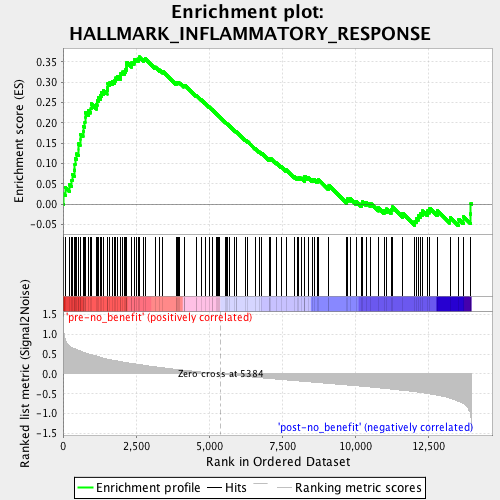 Enrichment plot:
HALLMARK_INFLAMMATORY_RESPONSE
Enrichment score (ES)
0.35
0.30
0.25
0.20
0.15
0.10
0.05
0.00
-0.05
Ranked list metric (Signal2Noise)
1.5
1.0
0.5
0.0
-0.5
-1.0
-1.5
'pre-no_benefit' (positively correlated)
Zero cross at 5384
'post-no_benefit' (negatively correlated)
0
2,500
5,000
7,500
10,000
12,500
Rank in Ordered Dataset
Enrichment profile
Hits
Ranking metric scores